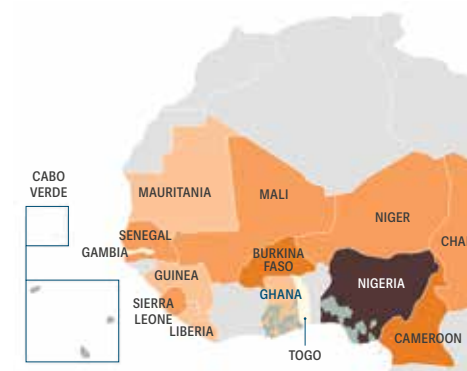 CABO
VERDE
MAURITANIA
MALI
NIGER
CHA
SENEGAL
GAMBIA
BURKINA
FASO
GUINEA
GHANA
NIGERIA
SIERRA
LEONE
LIBERIA
CAMEROON
TOGO